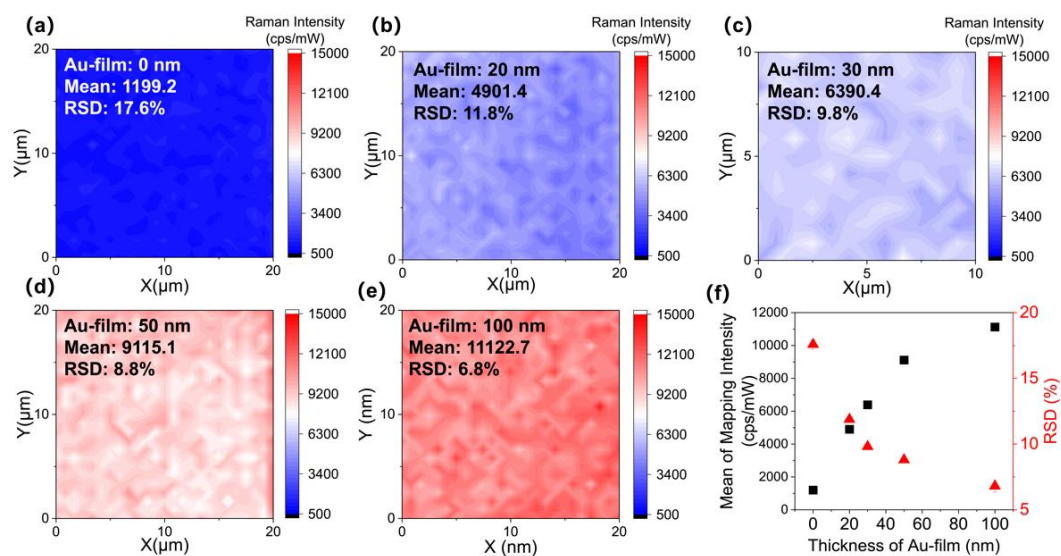 (a)
Raman Intensity
(cps/mW)
Au-film: 0 nm
Mean: 1199.2
RSD: 17.6%
Y(μm)
20
10
0
0
10
20
X(μm)
15000
12100
9200
6300
3400
500
(b)
Raman Intensity
(cps/mW)
Au-film: 20 nm
Mean: 4901.4
RSD: 11.8%
Y(μm)
20
10
0
0
10
20
X(μm)
15000
12100
9200
6300
3400
500
(c)
Raman Intensity
(cps/mW)
Au-film: 30 nm
Mean: 6390.4
RSD: 9.8%
Y(μm)
10
5
0
0
5
10
X(μm)
15000
12100
9200
6300
3400
500
(d)
Au-film: 50 nm
Mean: 9115.1
RSD: 8.8%
Y(μm)
20
10
0
0
10
20
X(μm)
15000
12100
9200
6300
3400
500
(e)
Au-film: 100 nm
Mean: 11122.7
RSD: 6.8%
Y (nm)
20
10
0
0
10
20
X (nm)
15000
12100
9200
6300
3400
500
(f)
Mean of Mapping Intensity
(cps/mW)
12000
10000
8000
6000
4000
2000
0
0
20
40
60
80
100
Thickness of Au-film (nm)
20
15
10
5
RSD (%)